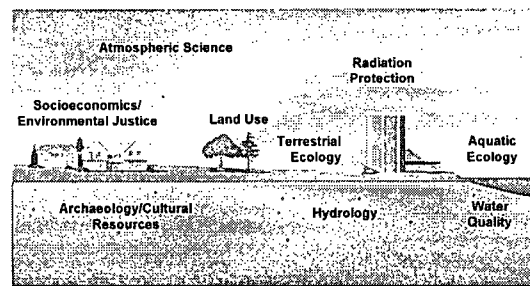 Atmospheric Science
Radiation
Protection
Socioeconomics/
Environmental Justice
Land Use
Terrestrial
Ecology
Aquatic
Ecology
Archaeology/Cultural
Resources
Hydrology
Water
Quality